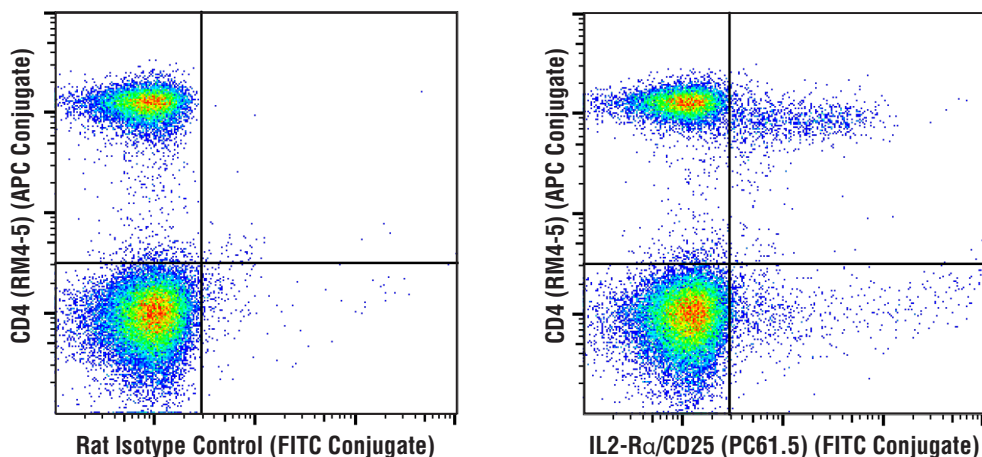 CD4 (RM4-5) (APC Conjugate)
Rat Isotype Control (FITC Conjugate)
CD4 (RM4-5) (APC Conjugate)
IL2-Rα/CD25 (PC61.5) (FITC Conjugate)